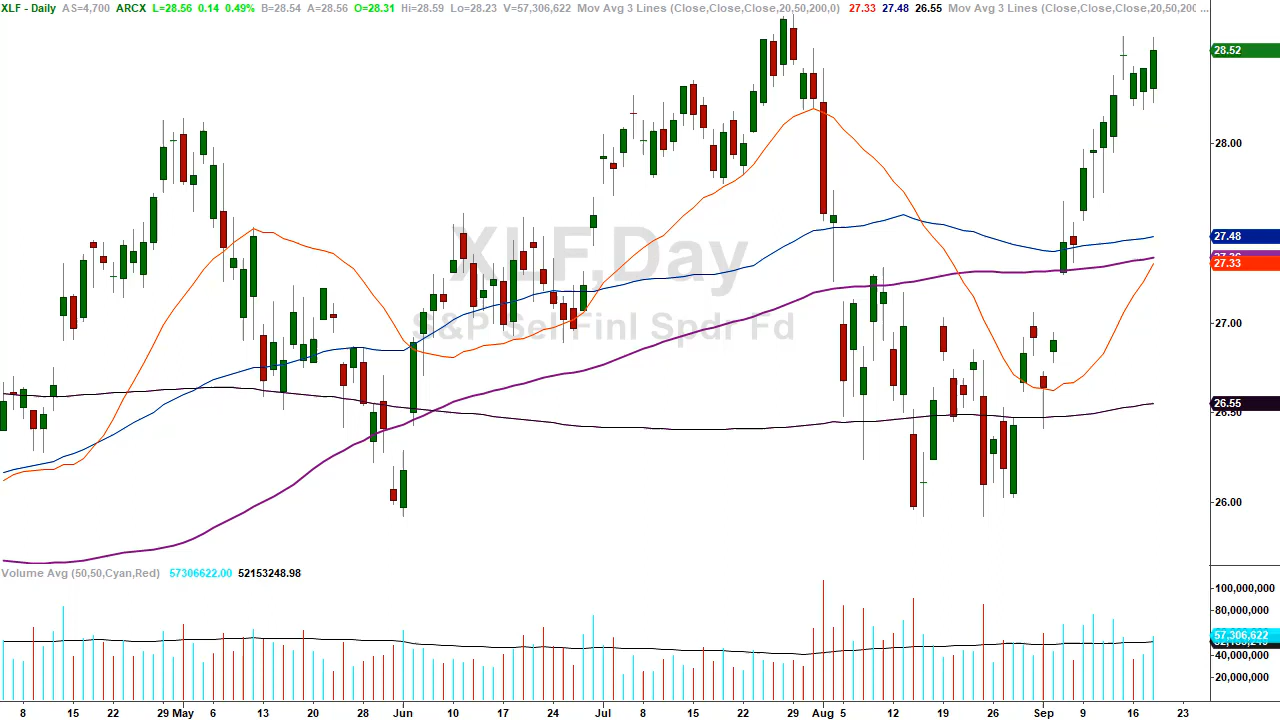 XLF - Daily AS=4,700 ARCX L=28.56 0.14 0.49% B=28.54 A=28.56 O=28.31 Hi=28.59 Lo=28.23 V=57,306,622 Mov Avg 3 Lines (Close,Close,Close,20,50,200,0) 27.33 27.48 26.55 Mov Avg 3 Lines (Close,Close,Close,20,50,20( ...
28.52
28.00
XLF,Day
27.48
27.33
S&P Sel Finl Spdr Fd
27.00
26.55
26.50
26.00
Volume Avg (50,50,Cyan,Red) 57306622.00 52153248.98
100,000,000
80,000,000
57,306,622
40,000,000
20,000,000
8 15 22 29 May 6 13 20 28 Jun 10 17 24 Jul 8 15 22 29 Aug 5 12 19 26 Sep 9 16 23